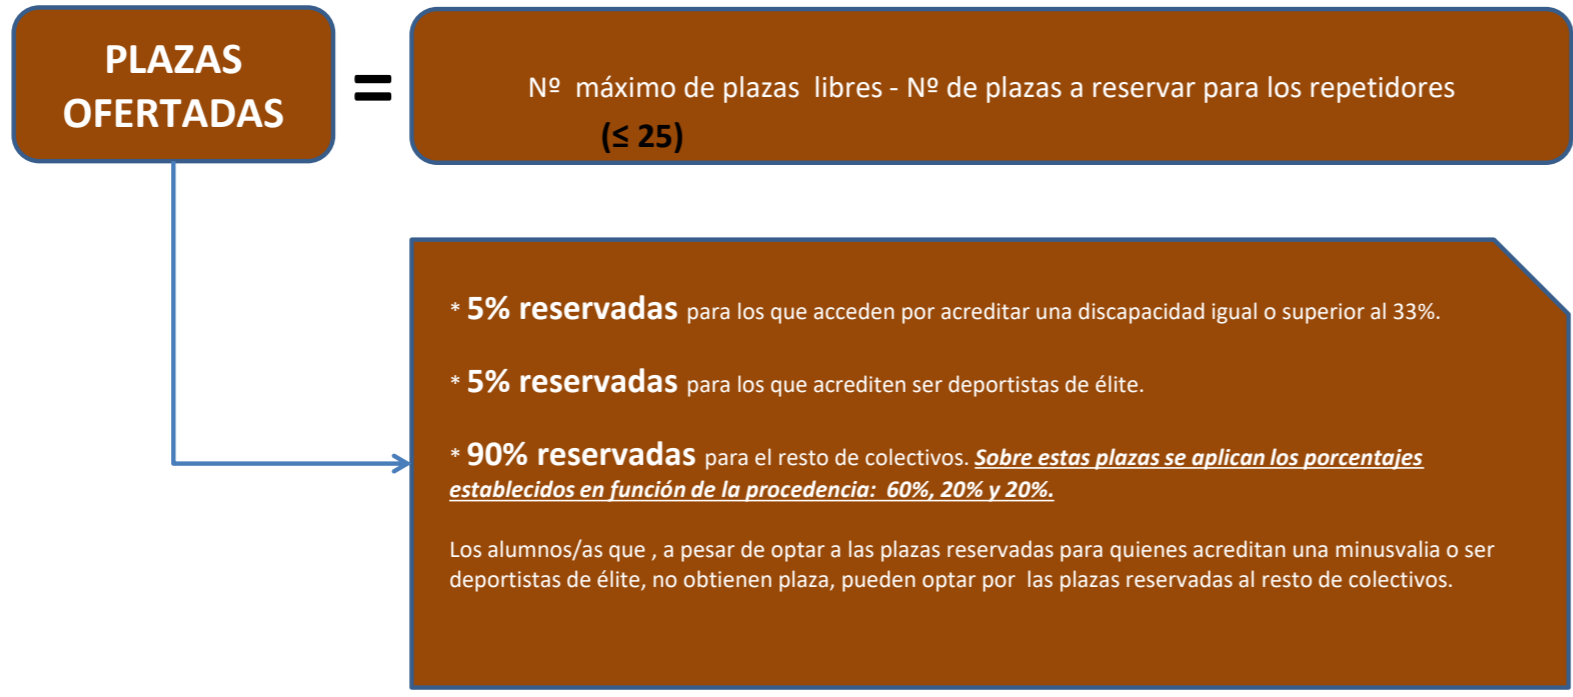 PLAZAS
OFERTADAS
=
Nº máximo de plazas libres - Nº de plazas a reservar para los repetidores
(≤ 25)
* 5% reservadas para los que acceden por acreditar una discapacidad igual o superior al 33%.
* 5% reservadas para los que acrediten ser deportistas de élite.
* 90% reservadas para el resto de colectivos. Sobre estas plazas se aplican los porcentajes
establecidos en función de la procedencia: 60%, 20% y 20%.
Los alumnos/as que , a pesar de optar a las plazas reservadas para quienes acreditan una minusvalia o ser
deportistas de élite, no obtienen plaza, pueden optar por las plazas reservadas al resto de colectivos.